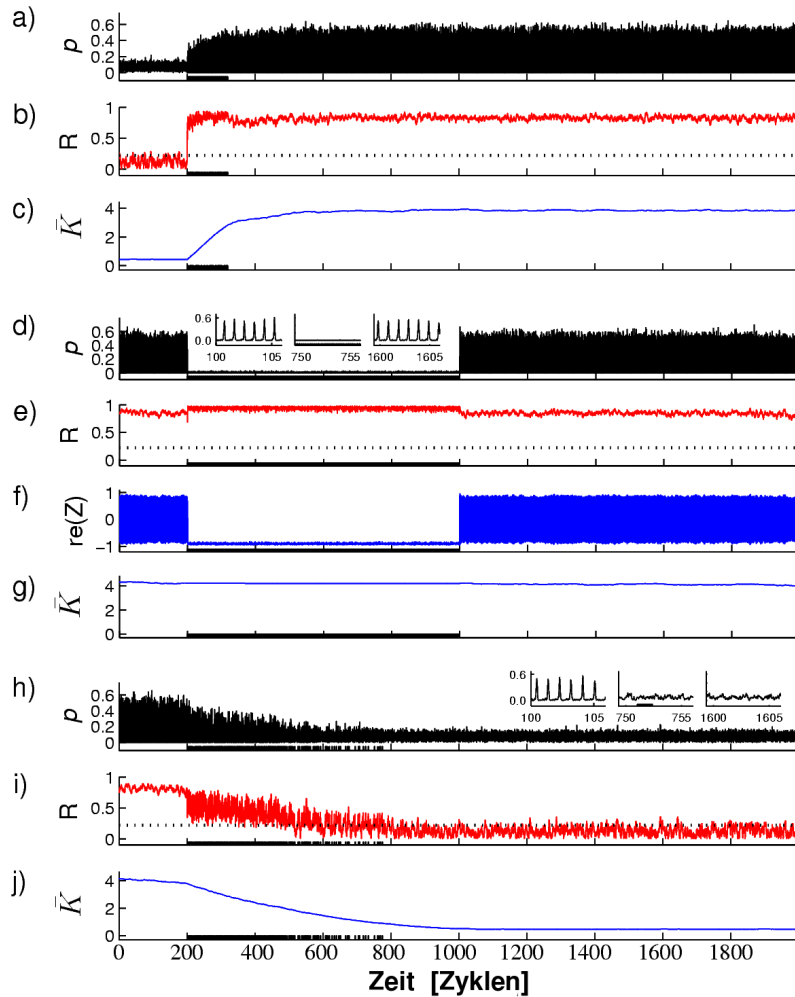 a)
p
0.6
0.4
0.2
0
b)
R
1
0.5
0
c)
K̄
4
2
0
d)
p
0.6
0.4
0.2
0
0.6
0.0
100 105
750 755
1600 1605
e)
R
1
0.5
0
f)
re(Z)
1
0
−1
g)
K̄
4
2
0
h)
p
0.6
0.4
0.2
0
0.6
0.0
100 105
750 755
1600 1605
i)
R
1
0.5
0
j)
K̄
4
2
0
0 200 400 600 800 1000 1200 1400 1600 1800
Zeit [Zyklen]